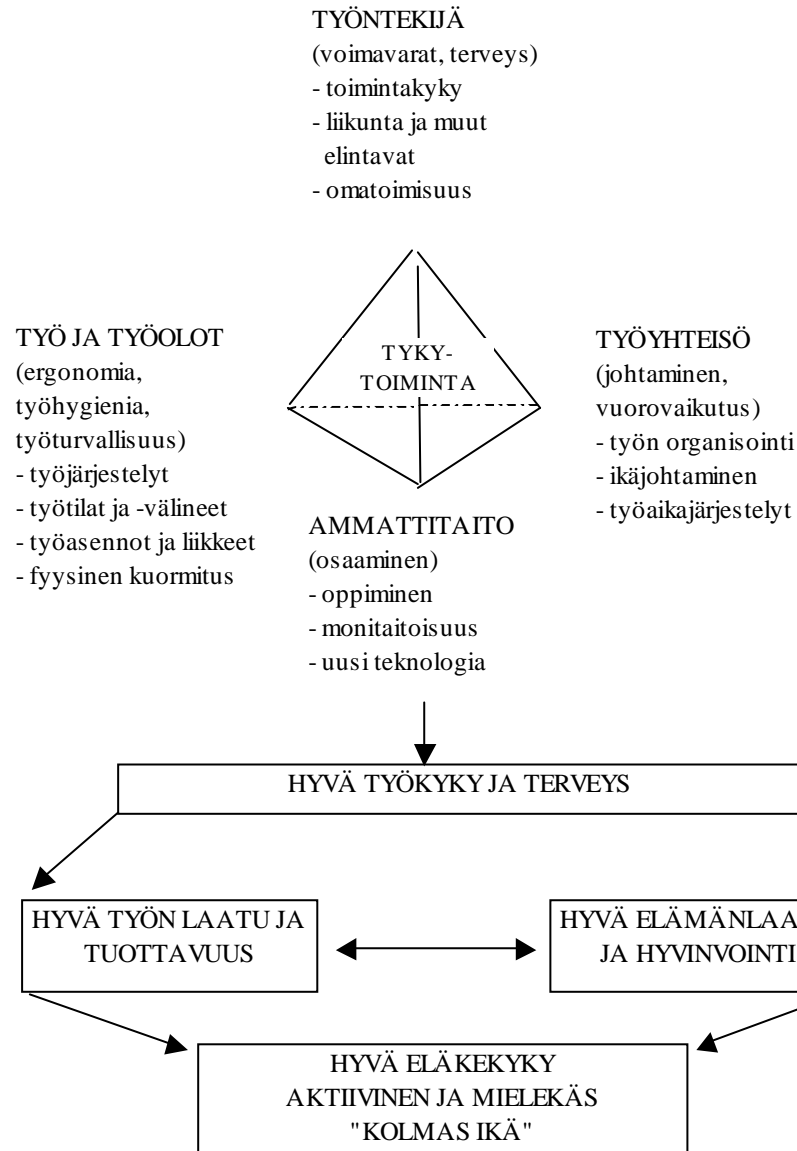 TYÖNTEKIJÄ
(voimavarat, terveys)
- toimintakyky
- liikunta ja muut
elintavat
- omatoimisuus
TYÖ JA TYÖOLOT
(ergonomia,
työhygienia,
työturvallisuus)
- työjärjestelyt
- työtilat ja -välineet
- työasennot ja liikkeet
- fyysinen kuormitus
TYKY-
TOIMINTA
TYÖYHTEISÖ
(johtaminen,
vuorovaikutus)
- työn organisointi
- ikäjohtaminen
- työaikajärjestelyt
AMMATTITAITO
(osaaminen)
- oppiminen
- monitaitoisuus
- uusi teknologia
HYVÄ TYÖKYKY JA TERVEYS
HYVÄ TYÖN LAATU JA
TUOTTAVUUS
HYVÄ ELÄMÄNLAA
JA HYVINVOINTI
HYVÄ ELÄKEKYKY
AKTIIVINEN JA MIELEKÄS
"KOLMAS IKÄ"